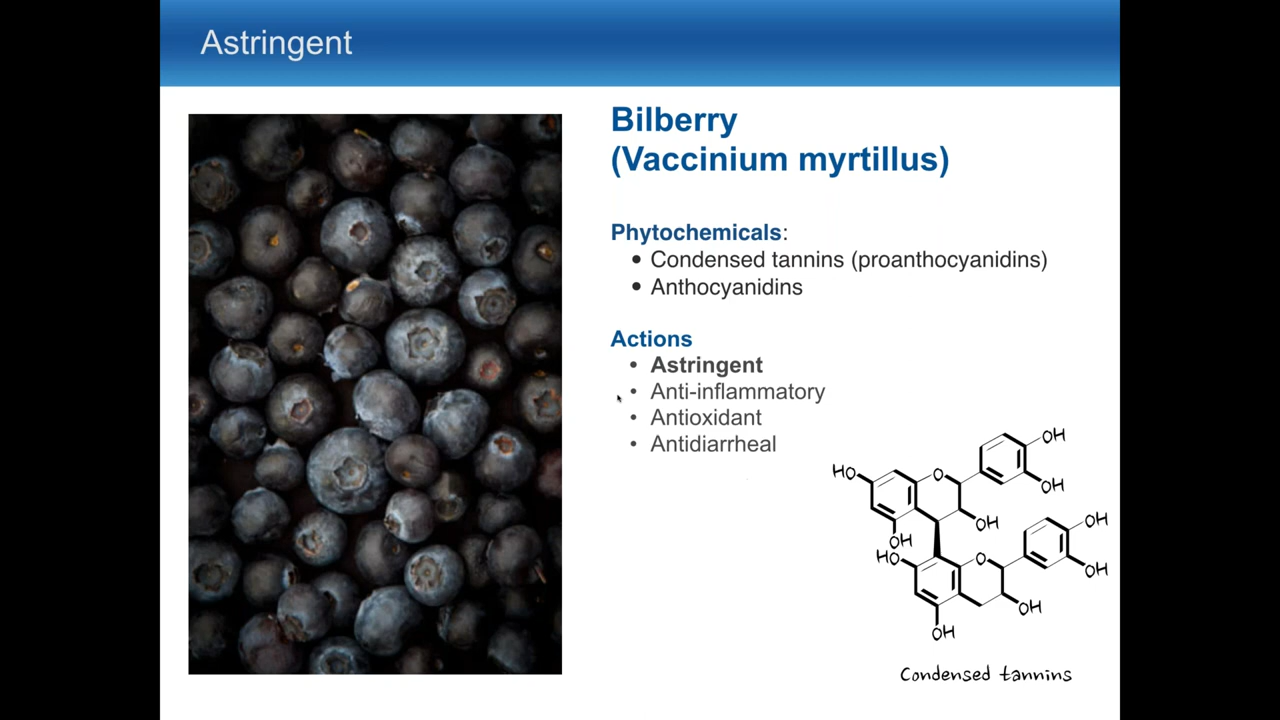 Astringent
Bilberry
(Vaccinium myrtillus)
Phytochemicals:
• Condensed tannins (proanthocyanidins)
• Anthocyanidins
Actions
• Astringent
• Anti-inflammatory
• Antioxidant
• Antidiarrheal
OH
HO
O
OH
OH
OH
OH
HO
O
OH
OH
OH
Condensed tannins